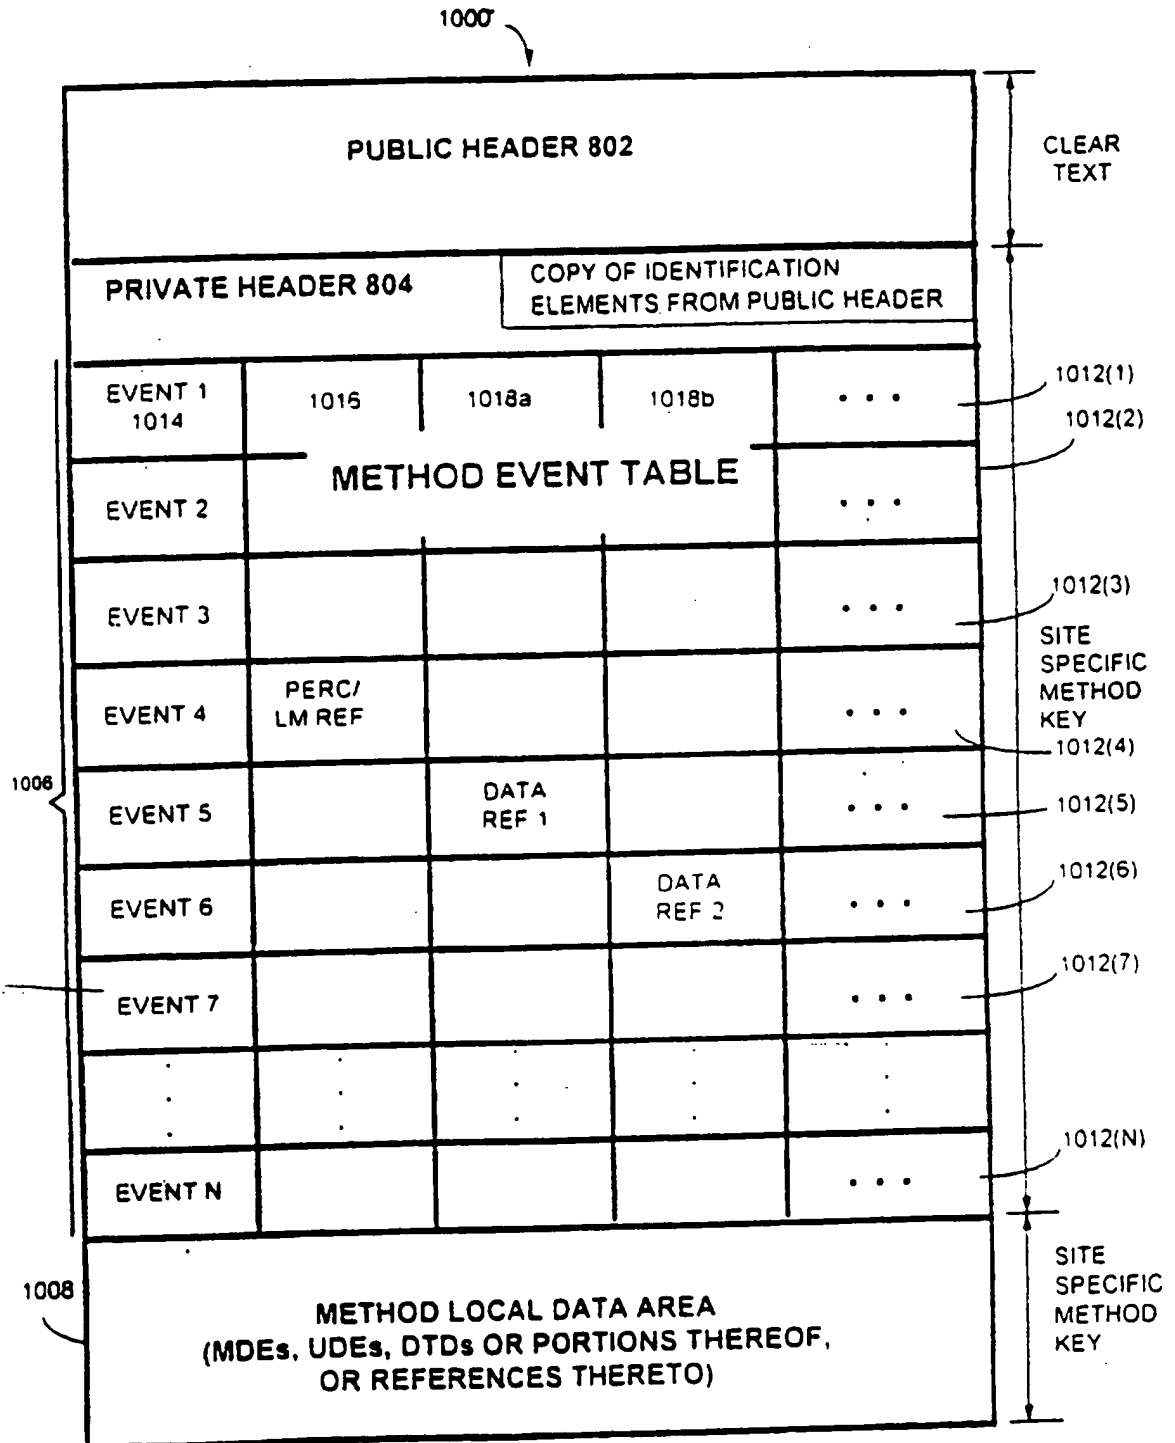 1000
PUBLIC HEADER 802
CLEAR
TEXT
PRIVATE HEADER 804
COPY OF IDENTIFICATION
ELEMENTS FROM PUBLIC HEADER
EVENT 1
1014
1016
1018a
1018b
• • •
1012(1)
1012(2)
METHOD EVENT TABLE
EVENT 2
• • •
EVENT 3
• • •
1012(3)
SITE
SPECIFIC
METHOD
KEY
EVENT 4
PERC/
LM REF
• • •
1012(4)
1006
EVENT 5
DATA
REF 1
• • •
1012(5)
EVENT 6
DATA
REF 2
• • •
1012(6)
EVENT 7
• • •
1012(7)
EVENT N
• • •
1012(N)
1008
METHOD LOCAL DATA AREA
(MDEs, UDEs, DTDs OR PORTIONS THEREOF,
OR REFERENCES THERETO)
SITE
SPECIFIC
METHOD
KEY